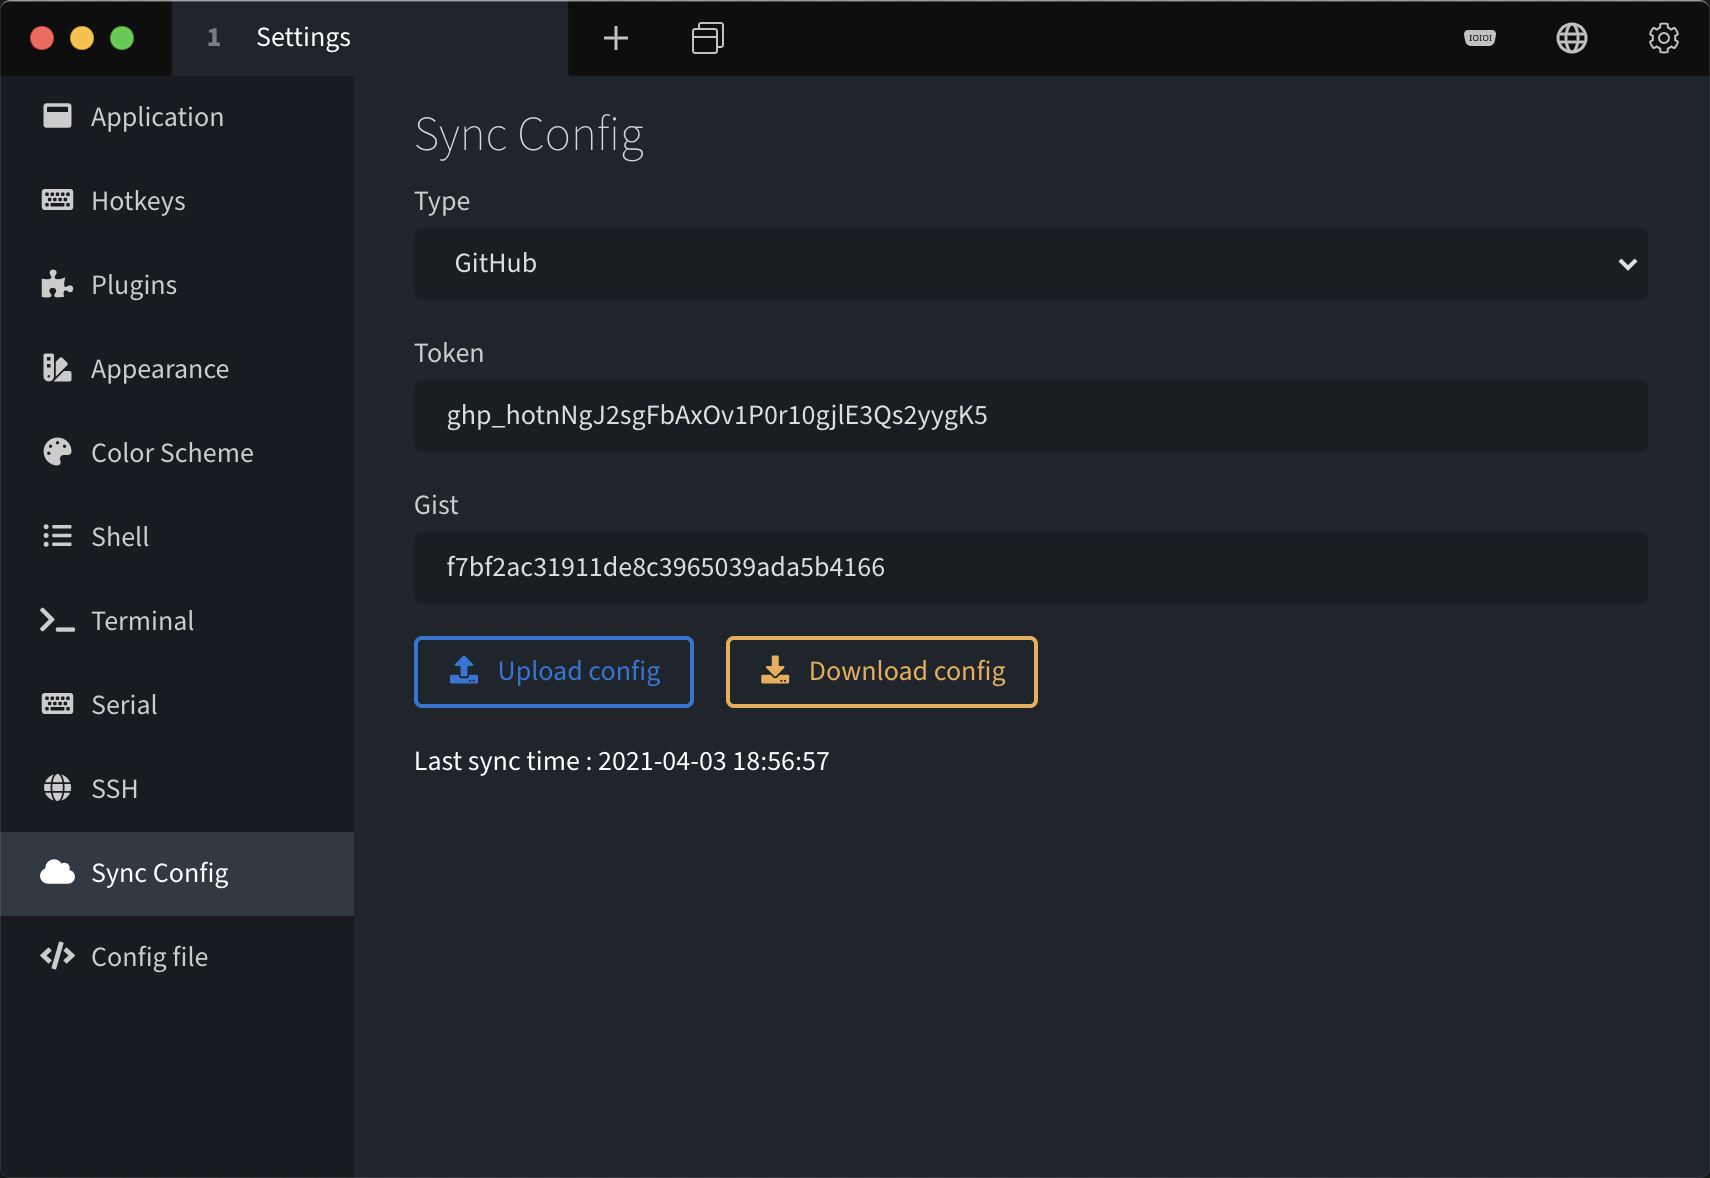 1 Settings
Application
Hotkeys
Plugins
Appearance
Color Scheme
Shell
Terminal
Serial
SSH
Sync Config
Config file
Sync Config
Type
GitHub
Token
ghp_hotnNgJ2sgFbAxOv1P0r10gjlE3Qs2yygK5
Gist
f7bf2ac31911de8c3965039ada5b4166
Upload config
Download config
Last sync time : 2021-04-03 18:56:57